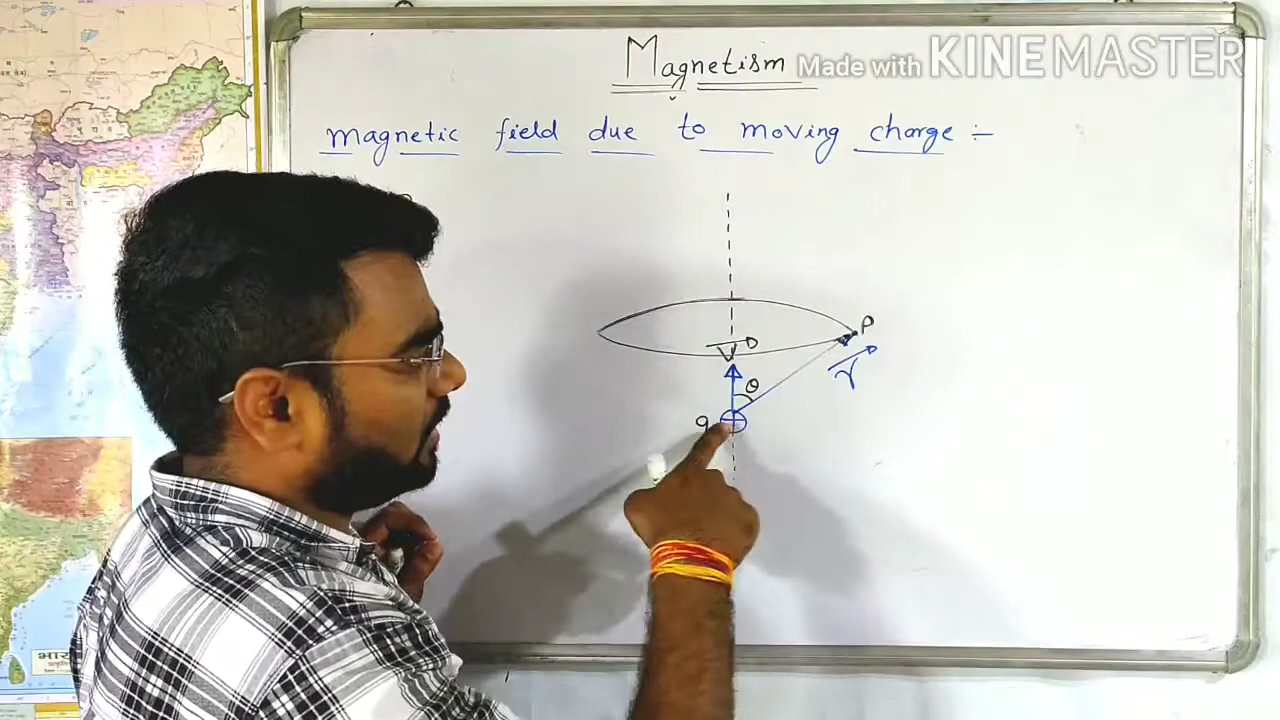 Magnetism
Made with KINEMASTER
magnetic field due to moving charge :-
P
V
r
θ
q
भार